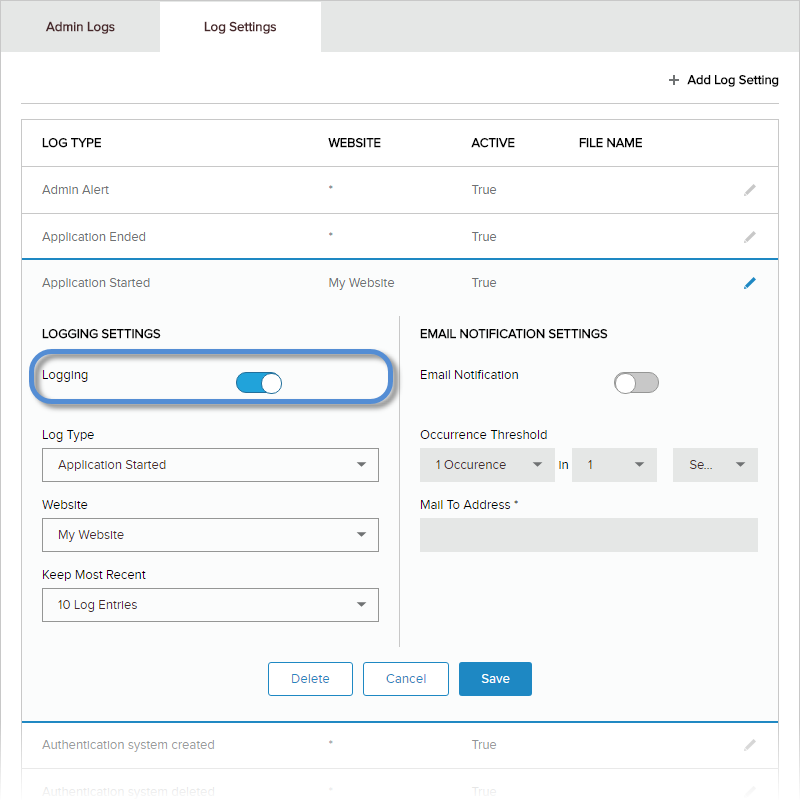 Admin Logs Log Settings
+ Add Log Setting
LOG TYPE WEBSITE ACTIVE FILE NAME
Admin Alert * True
Application Ended * True
Application Started My Website True
LOGGING SETTINGS EMAIL NOTIFICATION SETTINGS
Logging Email Notification
Log Type Occurrence Threshold
Application Started 1 Occurence In 1 Se...
Website Mail To Address *
My Website
Keep Most Recent
10 Log Entries
Delete Cancel Save
Authentication system created * True
Authentication system deleted * True